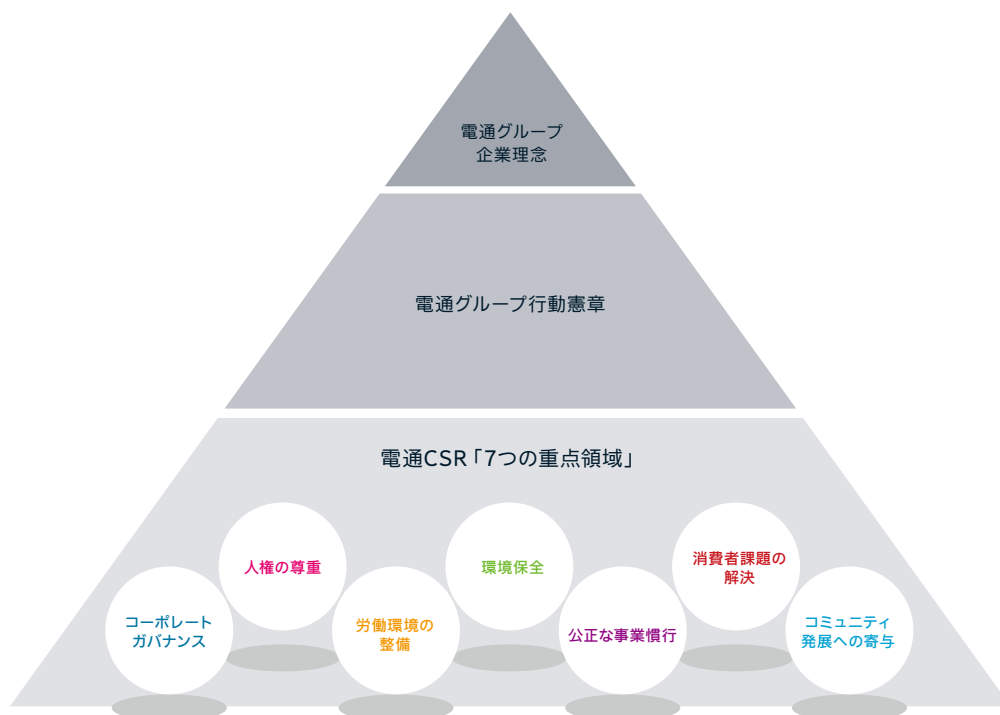 電通グループ
企業理念
電通グループ行動憲章
電通CSR「7つの重点領域」
コーポレート
ガバナンス
人権の尊重
労働環境の
整備
環境保全
公正な事業慣行
消費者課題の
解決
コミュニティ
発展への寄与